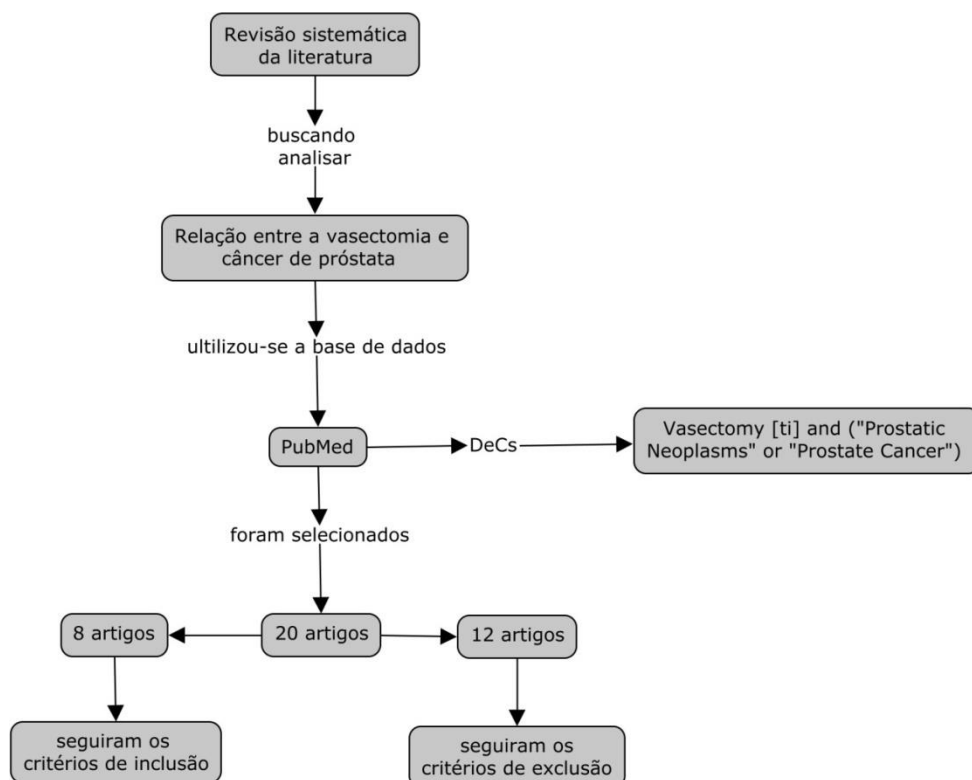 Revisão sistemática
da literatura
buscando
analisar
Relação entre a vasectomia e
câncer de próstata
ultilizou-se a base de dados
PubMed
DeCs
Vasectomy [ti] and ("Prostatic
Neoplasms" or "Prostate Cancer")
foram selecionados
8 artigos
20 artigos
12 artigos
seguiram os
critérios de inclusão
seguiram os
critérios de exclusão